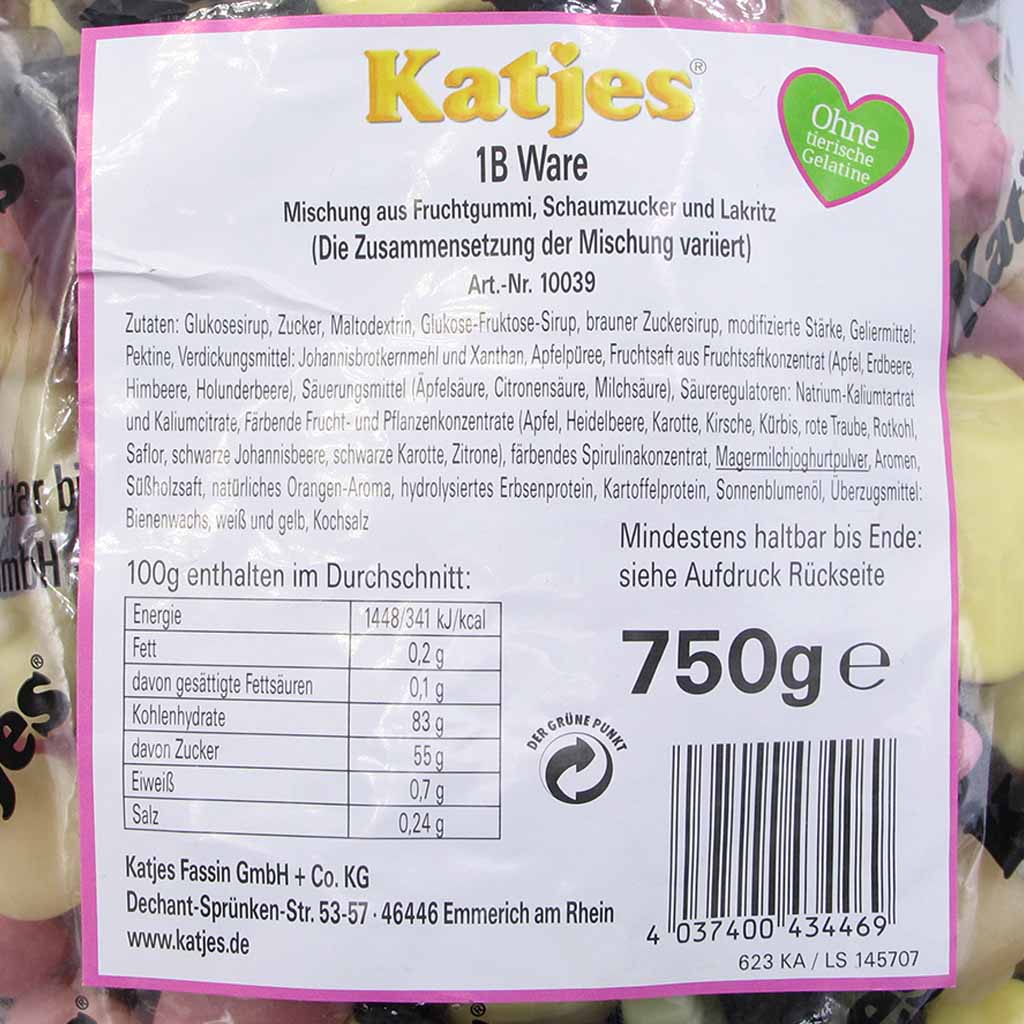 Katjes®
Ohne
tierische
Gelatine
1B Ware
Mischung aus Fruchtgummi, Schaumzucker und Lakritz
(Die Zusammensetzung der Mischung variiert)
Art.-Nr. 10039
Zutaten: Glukosesirup, Zucker, Maltodextrin, Glukose-Fruktose-Sirup, brauner Zuckersirup, modifizierte Stärke, Geliermittel:
Pektine, Verdickungsmittel: Johannisbrotkernmehl und Xanthan, Apfelpüree, Fruchtsaft aus Fruchtsaftkonzentrat (Apfel, Erdbeere,
Himbeere, Holunderbeere), Säuerungsmittel (Äpfelsäure, Citronensäure, Milchsäure), Säureregulatoren: Natrium-Kaliumtartrat
und Kaliumcitrate, Färbende Frucht- und Pflanzenkonzentrate (Apfel, Heidelbeere, Karotte, Kirsche, Kürbis, rote Traube, Rotkohl,
Saflor, schwarze Johannisbeere, schwarze Karotte, Zitrone), färbendes Spirulinakonzentrat, Magermilchjoghurtpulver, Aromen,
Süßholzsaft, natürliches Orangen-Aroma, hydrolysiertes Erbsenprotein, Kartoffelprotein, Sonnenblumenöl, Überzugsmittel:
Bienenwachs, weiß und gelb, Kochsalz
Mindestens haltbar bis Ende:
siehe Aufdruck Rückseite
100g enthalten im Durchschnitt:
Energie 1448/341 kJ/kcal
Fett 0,2 g
davon gesättigte Fettsäuren 0,1 g
Kohlenhydrate 83 g
davon Zucker 55 g
Eiweiß 0,7 g
Salz 0,24 g
750g e
DER GRÜNE PUNKT
Katjes Fassin GmbH + Co. KG
Dechant-Sprünken-Str. 53-57 · 46446 Emmerich am Rhein
www.katjes.de
4 037400 434469
623 KA / LS 145707